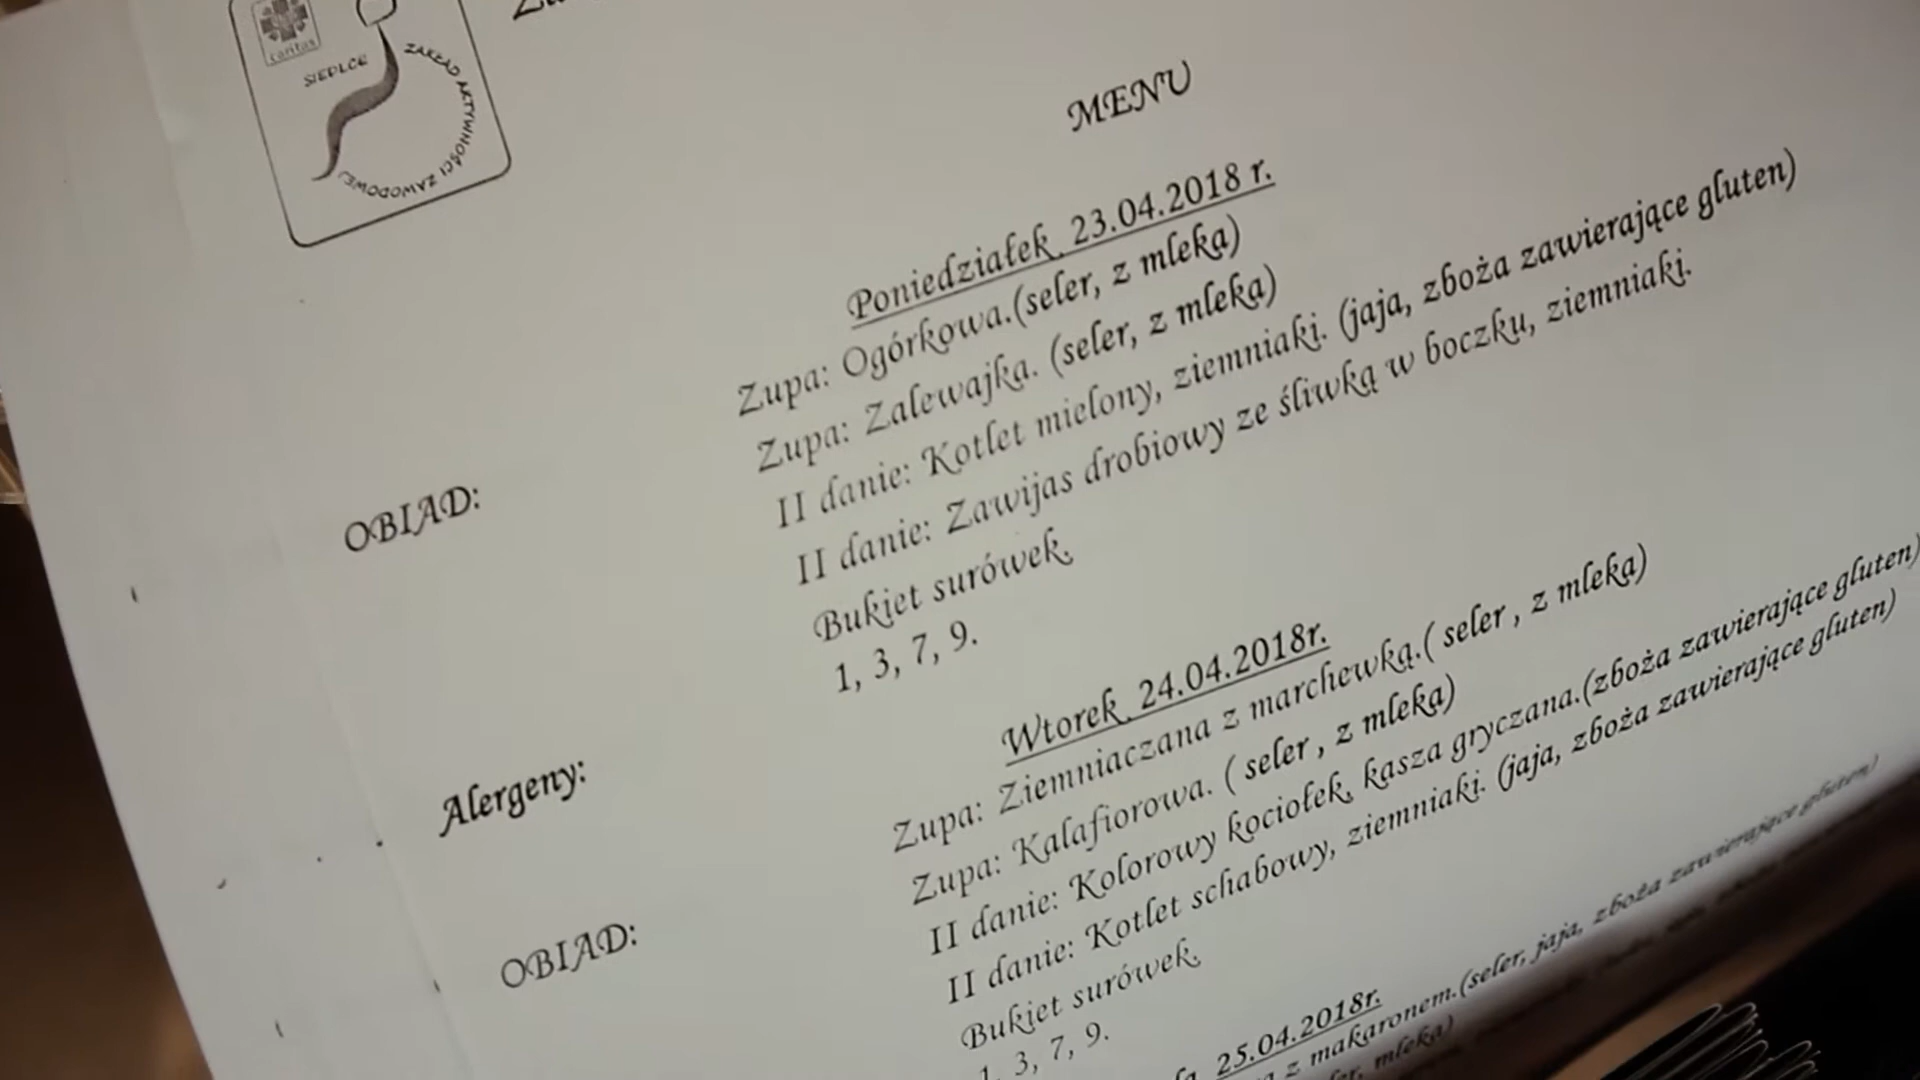 caritas
SIEDLCE
ZAKŁAD AKTYWNOŚCI ZAWODOWEJ
MENU
Poniedziałek, 23.04.2018 r.
OBIAD:
Zupa: Ogórkowa.(seler, z mleka)
Zupa: Zalewajka. (seler, z mleka)
II danie: Kotlet mielony, ziemniaki. (jaja, zboża zawierające gluten)
II danie: Zawijas drobiowy ze śliwką w boczku, ziemniaki.
Bukiet surówek.
Alergeny:
1, 3, 7, 9.
Wtorek, 24.04.2018r.
OBIAD:
Zupa: Ziemniaczana z marchewką.( seler , z mleka)
Zupa: Kalafiorowa. ( seler , z mleka)
II danie: Kolorowy kociołek, kasza gryczana.(zboża zawierające gluten)
II danie: Kotlet schabowy, ziemniaki. (jaja, zboża zawierające gluten)
Bukiet surówek.
1, 3, 7, 9.
25.04.2018r.
z makaronem.(seler, jaja, zboża zawierające gluten)
mleka)